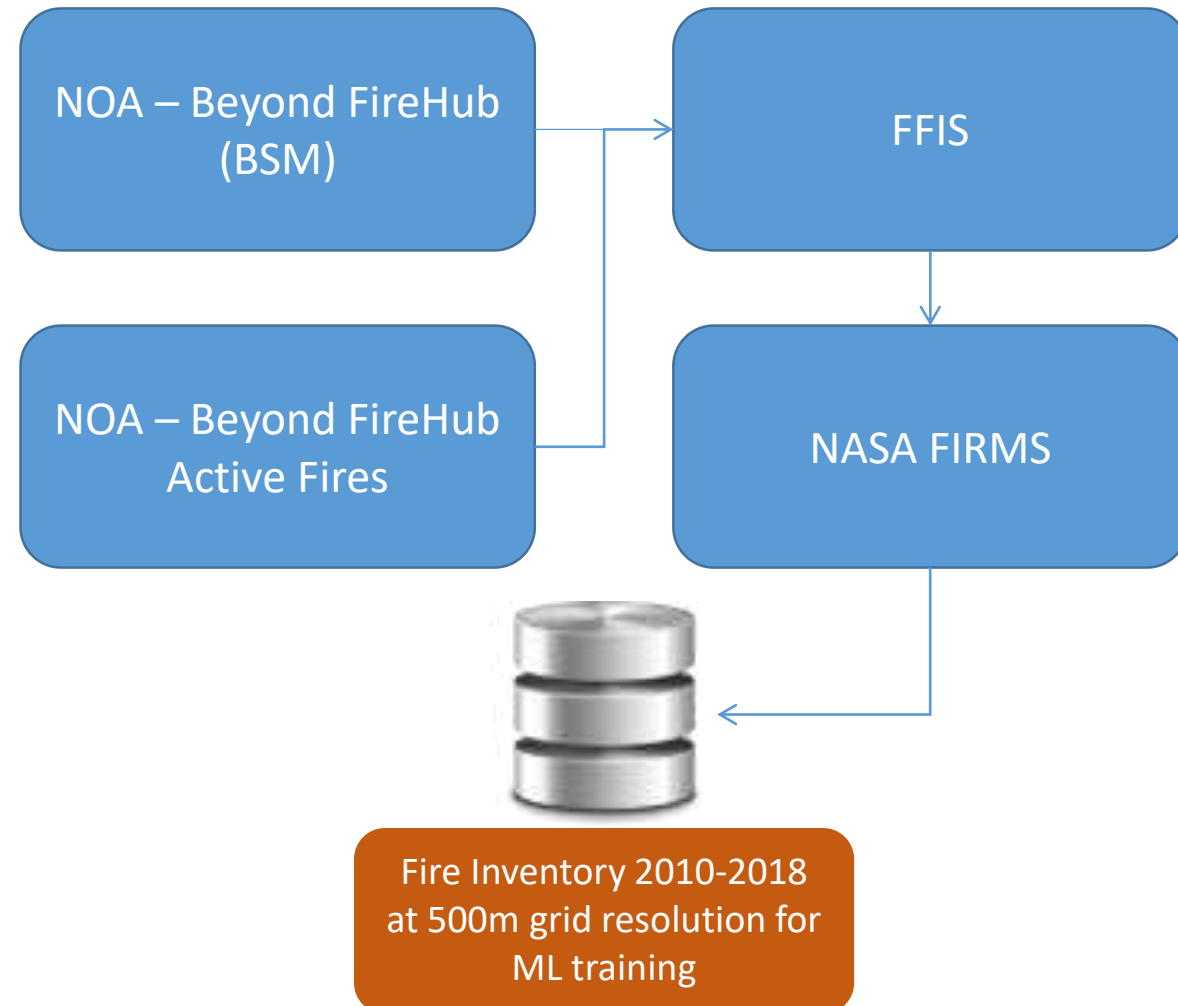 NOA – Beyond FireHub
(BSM)
FFIS
NOA – Beyond FireHub
Active Fires
NASA FIRMS
Fire Inventory 2010-2018
at 500m grid resolution for
ML training